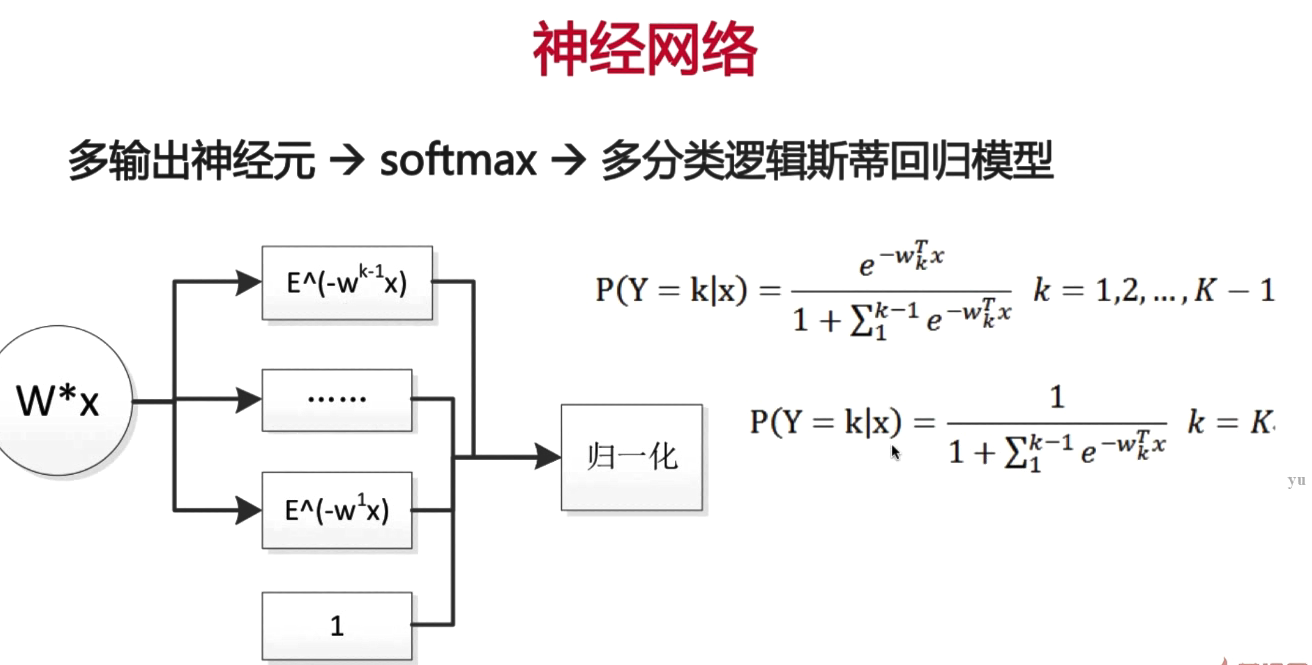 神经网络
多输出神经元 → softmax → 多分类逻辑斯蒂回归模型
W*x
E^(-w^{k-1}x)
……
E^(-w^1x)
1
归一化
P(Y = k|x) = \frac{e^{-w_k^T x}}{1 + \sum_1^{k-1} e^{-w_k^T x}} k = 1,2, …, K − 1
P(Y = k|x) = \frac{1}{1 + \sum_1^{k-1} e^{-w_k^T x}} k = K
yu